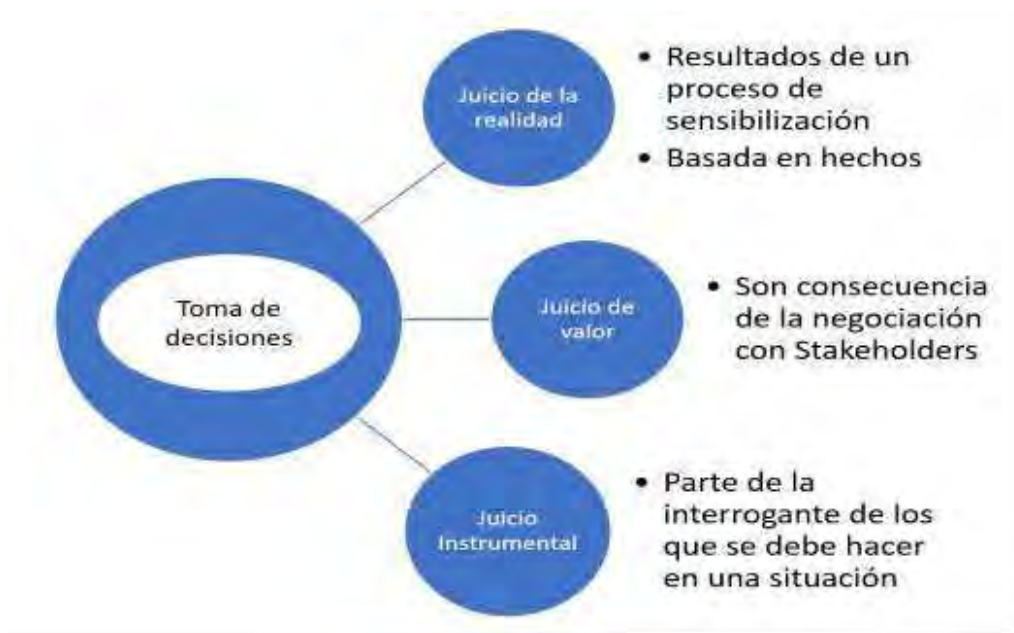 Toma de
decisiones
Juicio de la
realidad
• Resultados de un
proceso de
sensibilización
• Basada en hechos
Juicio de
valor
• Son consecuencia
de la negociación
con Stakeholders
Juicio
Instrumental
• Parte de la
interrogante de los
que se debe hacer
en una situación